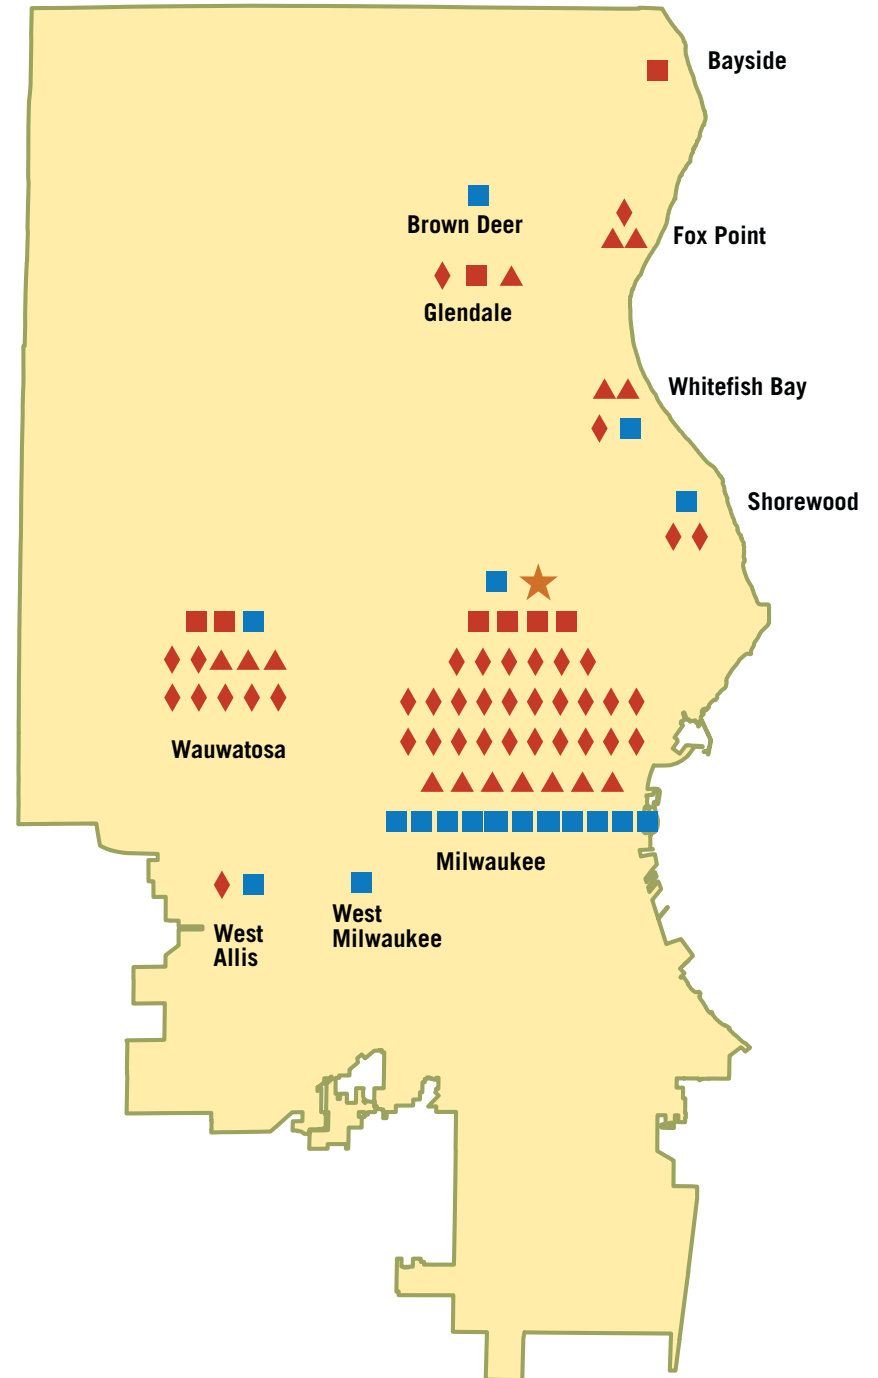 Bayside
Brown Deer
Fox Point
Glendale
Whitefish Bay
Shorewood
Wauwatosa
Milwaukee
West
Allis
West
Milwaukee